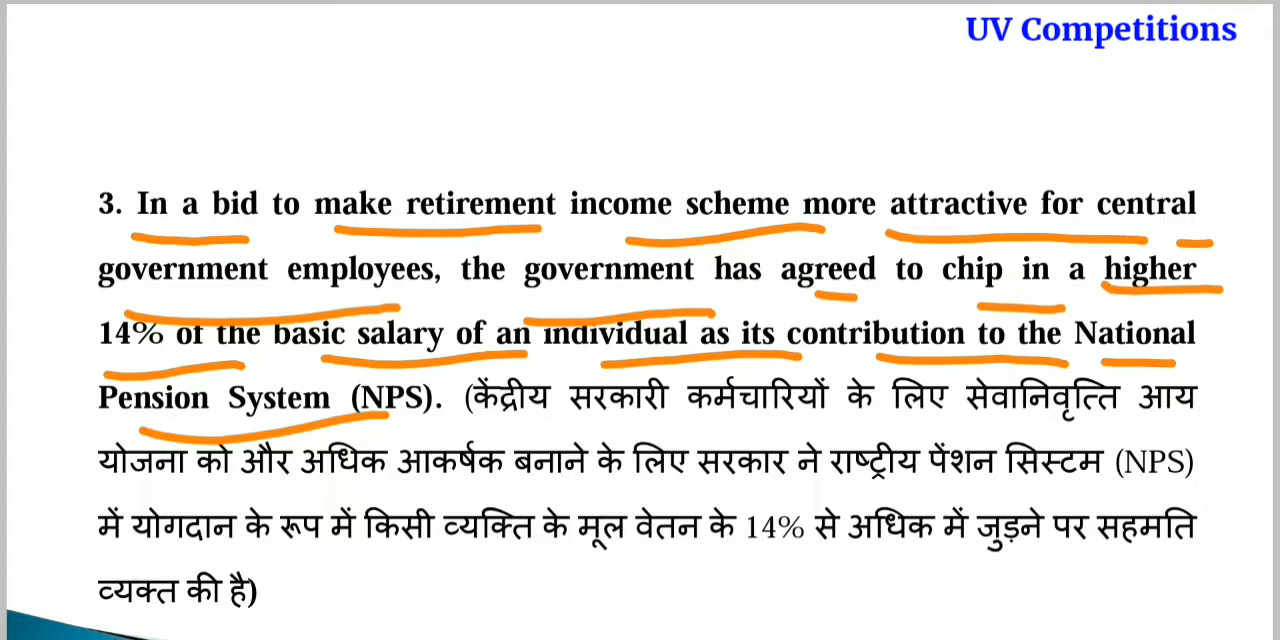 UV Competitions
3. In a bid to make retirement income scheme more attractive for central
government employees, the government has agreed to chip in a higher
14% of the basic salary of an individual as its contribution to the National
Pension System (NPS). (केंद्रीय सरकारी कर्मचारियों के लिए सेवानिवृत्ति आय
योजना को और अधिक आकर्षक बनाने के लिए सरकार ने राष्ट्रीय पेंशन सिस्टम (NPS)
में योगदान के रूप में किसी व्यक्ति के मूल वेतन के 14% से अधिक में जुड़ने पर सहमति
व्यक्त की है)